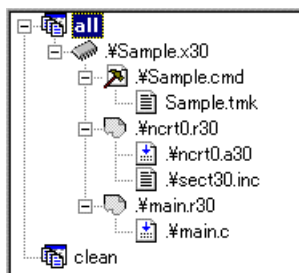 all
.¥Sample.x30
.¥Sample.cmd
Sample.tmk
.¥ncrt0.r30
.¥ncrt0.a30
.¥sect30.inc
.¥main.r30
.¥main.c
clean